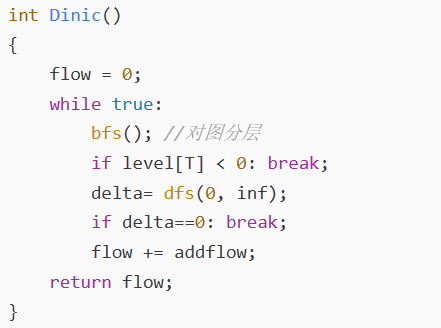 int Dinic()
{
    flow = 0;
    while true:
        bfs(); //对图分层
        if level[T] < 0: break;
        delta= dfs(0, inf);
        if delta==0: break;
        flow += addflow;
    return flow;
}